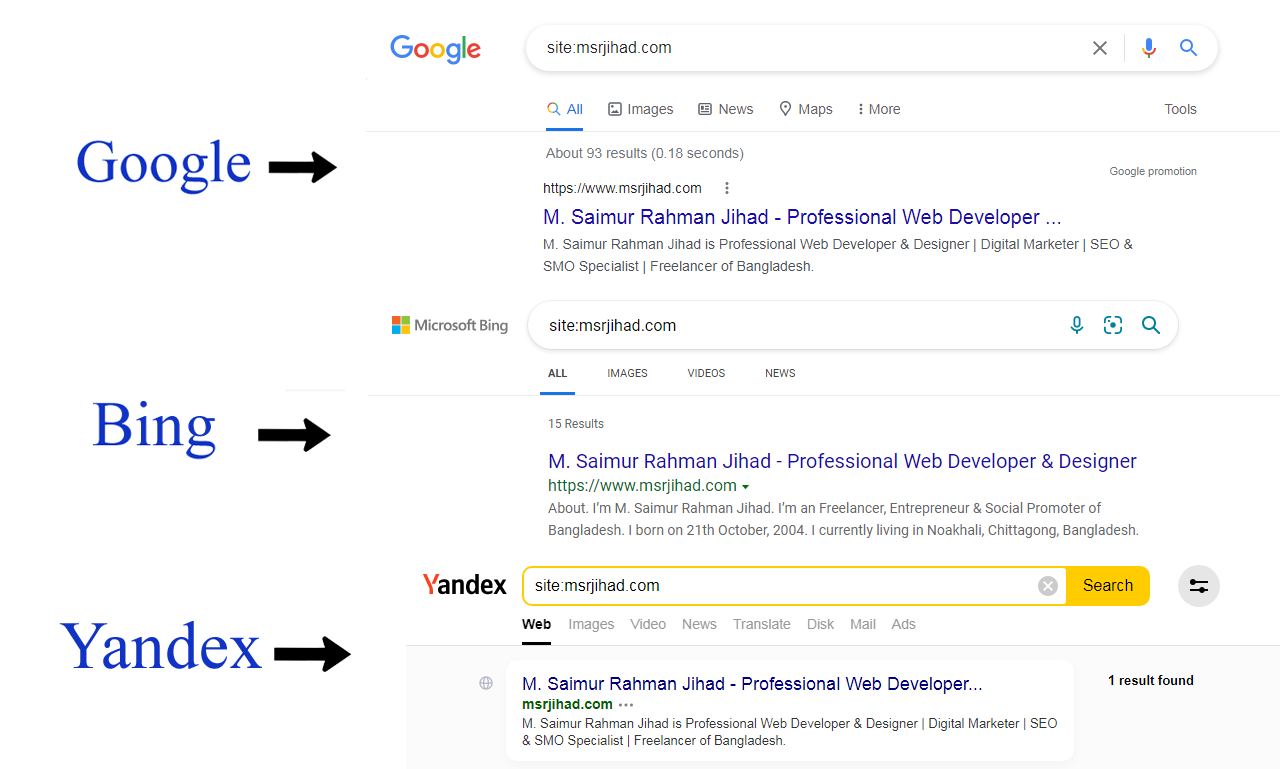 Google
site:msrjihad.com
All Images News Maps More Tools
Google
About 93 results (0.18 seconds)
Google promotion
https://www.msrjihad.com
M. Saimur Rahman Jihad - Professional Web Developer ...
M. Saimur Rahman Jihad is Professional Web Developer & Designer | Digital Marketer | SEO &
SMO Specialist | Freelancer of Bangladesh.
Microsoft Bing
site:msrjihad.com
ALL IMAGES VIDEOS NEWS
Bing
15 Results
M. Saimur Rahman Jihad - Professional Web Developer & Designer
https://www.msrjihad.com
About. I'm M. Saimur Rahman Jihad. I'm an Freelancer, Entrepreneur & Social Promoter of
Bangladesh. I born on 21th October, 2004. I currently living in Noakhali, Chittagong, Bangladesh.
Yandex
site:msrjihad.com
Search
Web Images Video News Translate Disk Mail Ads
Yandex
M. Saimur Rahman Jihad - Professional Web Developer...
1 result found
msrjihad.com
M. Saimur Rahman Jihad is Professional Web Developer & Designer | Digital Marketer | SEO
& SMO Specialist | Freelancer of Bangladesh.